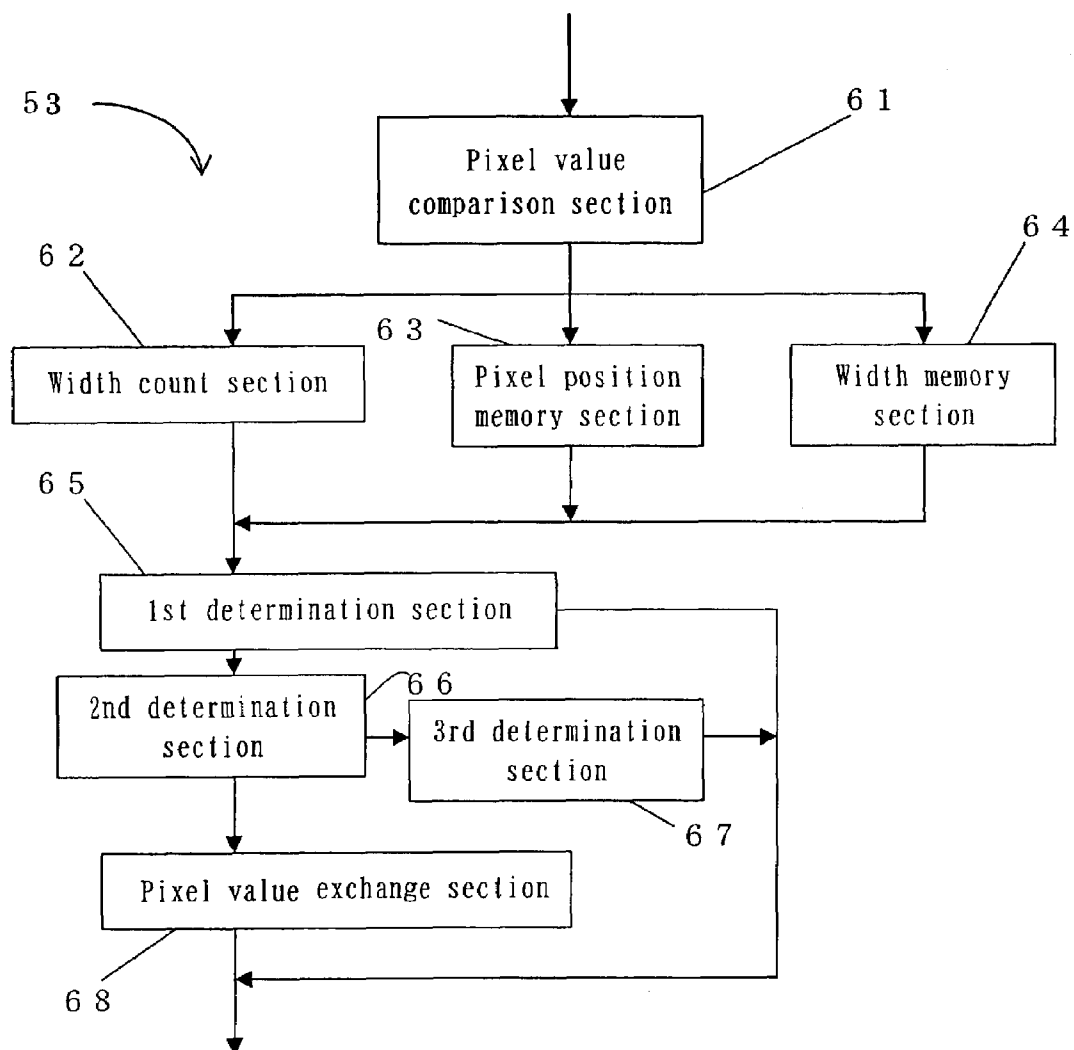 53
61
Pixel value
comparison section
62
63
64
Width count section
Pixel position
memory section
Width memory
section
65
1st determination section
66
2nd determination
section
3rd determination
section
67
Pixel value exchange section
68